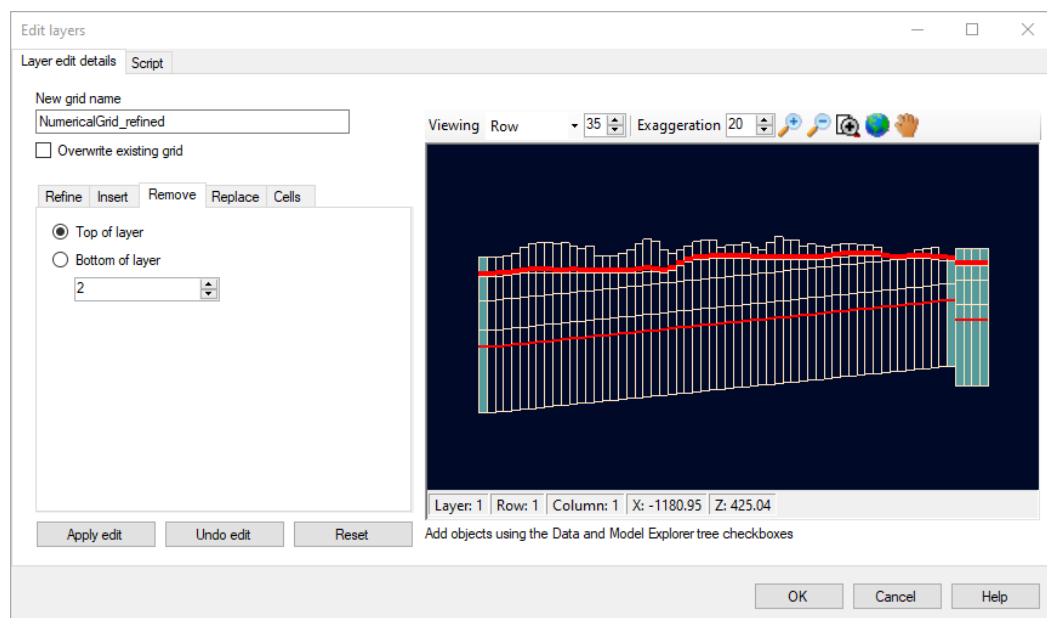 Edit layers
Layer edit details Script
New grid name
NumericalGrid_refined
Overwrite existing grid
Viewing Row 35 Exaggeration 20
Refine Insert Remove Replace Cells
Top of layer
Bottom of layer
2
Layer: 1 Row: 1 Column: 1 X: -1180.95 Z: 425.04
Apply edit Undo edit Reset
Add objects using the Data and Model Explorer tree checkboxes
OK Cancel Help